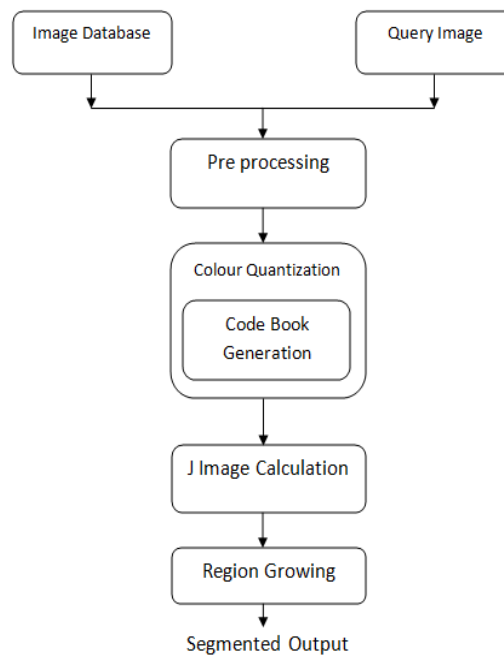 Image Database
Query Image
Pre processing
Colour Quantization
Code Book
Generation
J Image Calculation
Region Growing
Segmented Output